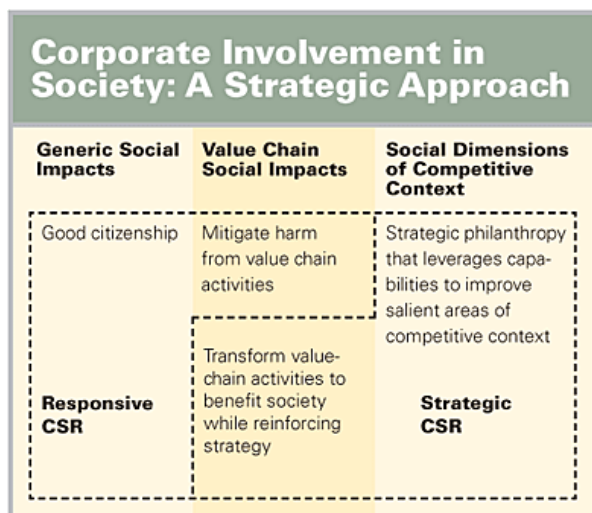 Corporate Involvement in
Society: A Strategic Approach
Generic Social
Impacts
Value Chain
Social Impacts
Social Dimensions
of Competitive
Context
Good citizenship
Mitigate harm
from value chain
activities
Strategic philanthropy
that leverages capa-
bilities to improve
salient areas of
competitive context
Transform value-
chain activities to
benefit society
while reinforcing
strategy
Responsive
CSR
Strategic
CSR